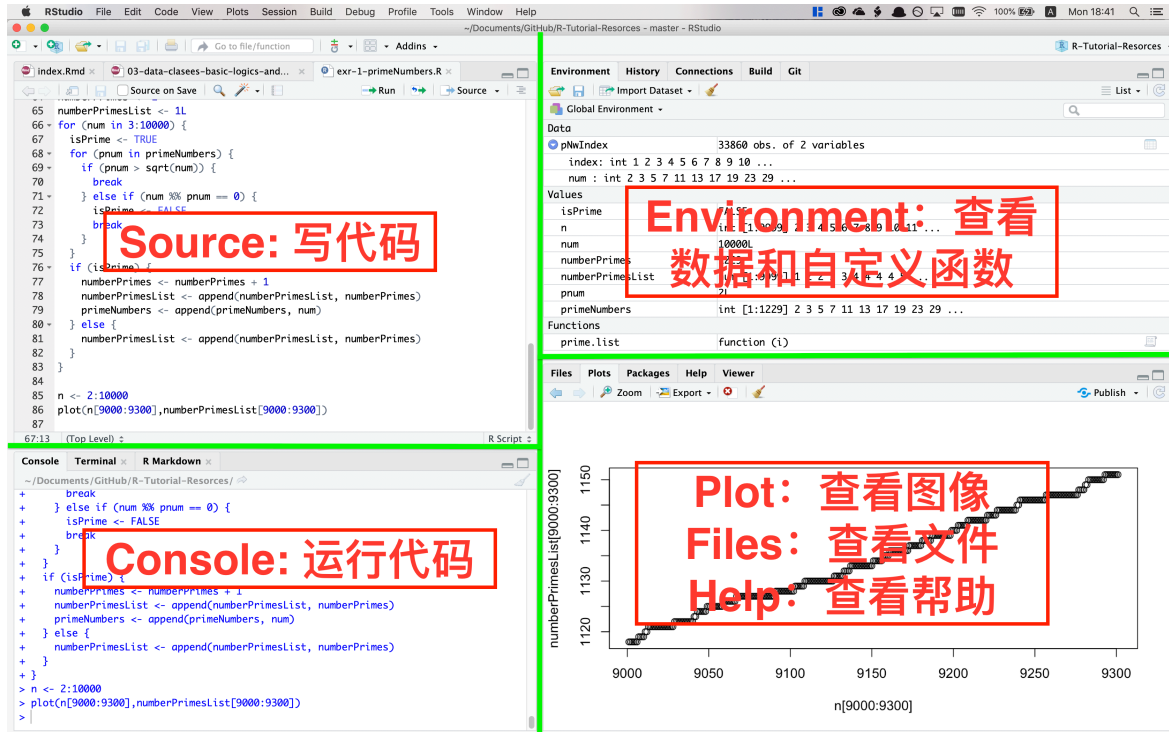 RStudio File Edit Code View Plots Session Build Debug Profile Tools Window Help 100% Mon 18:41
~/Documents/GitHub/R-Tutorial-Resorces - master - RStudio
Go to file/function Addins R-Tutorial-Resorces
index.Rmd 03-data-clasees-basic-logics-and... exr-1-primeNumbers.R
Source on Save Run Source
65 numberPrimesList <- 1L
66 for (num in 3:10000) {
67 isPrime <- TRUE
68 for (pnum in primeNumbers) {
69 if (pnum > sqrt(num)) {
70 break
71 } else if (num %% pnum == 0) {
72 isPrime <- FALSE
73 break
74 }
75 }
76 if (isPrime) {
77 numberPrimes <- numberPrimes + 1
78 numberPrimesList <- append(numberPrimesList, numberPrimes)
79 primeNumbers <- append(primeNumbers, num)
80 } else {
81 numberPrimesList <- append(numberPrimesList, numberPrimes)
82 }
83 }
84
85 n <- 2:10000
86 plot(n[9000:9300],numberPrimesList[9000:9300])
87
67:13 (Top Level) R Script
Source: 写代码
Console Terminal R Markdown
~/Documents/GitHub/R-Tutorial-Resorces/
+ break
+ } else if (num %% pnum == 0) {
+ isPrime <- FALSE
+ break
+ }
+ }
+ if (isPrime) {
+ numberPrimes <- numberPrimes + 1
+ numberPrimesList <- append(numberPrimesList, numberPrimes)
+ primeNumbers <- append(primeNumbers, num)
+ } else {
+ numberPrimesList <- append(numberPrimesList, numberPrimes)
+ }
+ }
> n <- 2:10000
> plot(n[9000:9300],numberPrimesList[9000:9300])
>
Console: 运行代码
Environment History Connections Build Git
Import Dataset List
Global Environment
Data
pNwIndex 33860 obs. of 2 variables
index: int 1 2 3 4 5 6 7 8 9 10 ...
num : int 2 3 5 7 11 13 17 19 23 29 ...
Values
isPrime FALSE
n int [1:9999] 2 3 4 5 6 7 8 9 10 11 ...
num 10000L
numberPrimes
numberPrimesList
pnum 2L
primeNumbers int [1:1229] 2 3 5 7 11 13 17 19 23 29 ...
Functions
prime.list function (i)
Environment：查看
数据和自定义函数
Files Plots Packages Help Viewer
Zoom Export Publish
numberPrimesList[9000:9300]
1150
1140
1130
1120
9000 9050 9100 9150 9200 9250 9300
n[9000:9300]
Plot：查看图像
Files：查看文件
Help：查看帮助